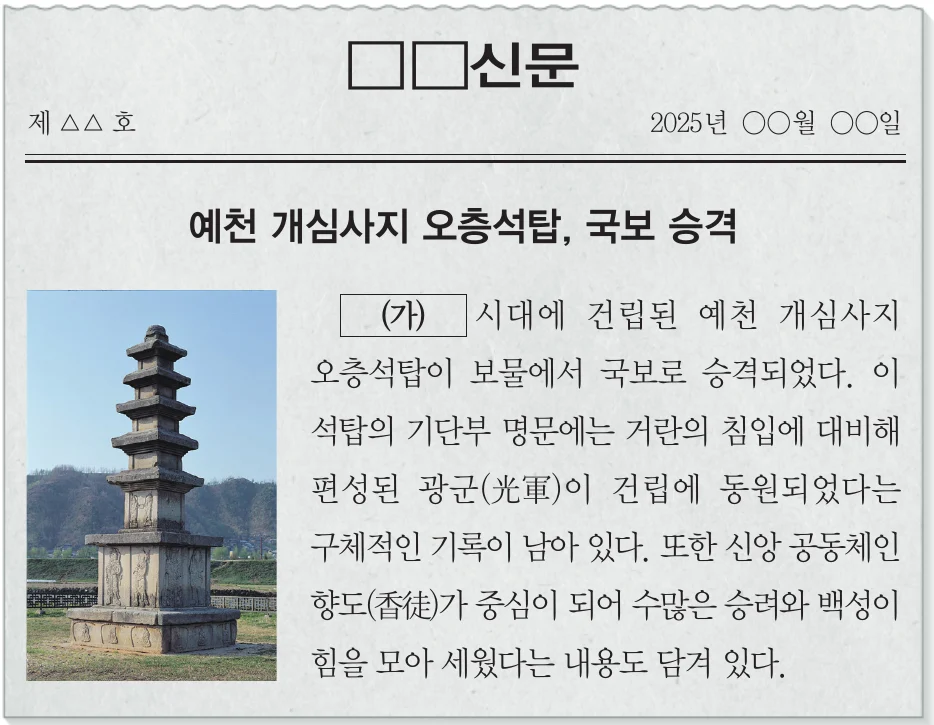 □□신문
제 △△ 호
2025년 ○○월 ○○일
예천 개심사지 오층석탑, 국보 승격
(가) 시대에 건립된 예천 개심사지
오층석탑이 보물에서 국보로 승격되었다. 이
석탑의 기단부 명문에는 거란의 침입에 대비해
편성된 광군(光軍)이 건립에 동원되었다는
구체적인 기록이 남아 있다. 또한 신앙 공동체인
향도(香徒)가 중심이 되어 수많은 승려와 백성이
힘을 모아 세웠다는 내용도 담겨 있다.